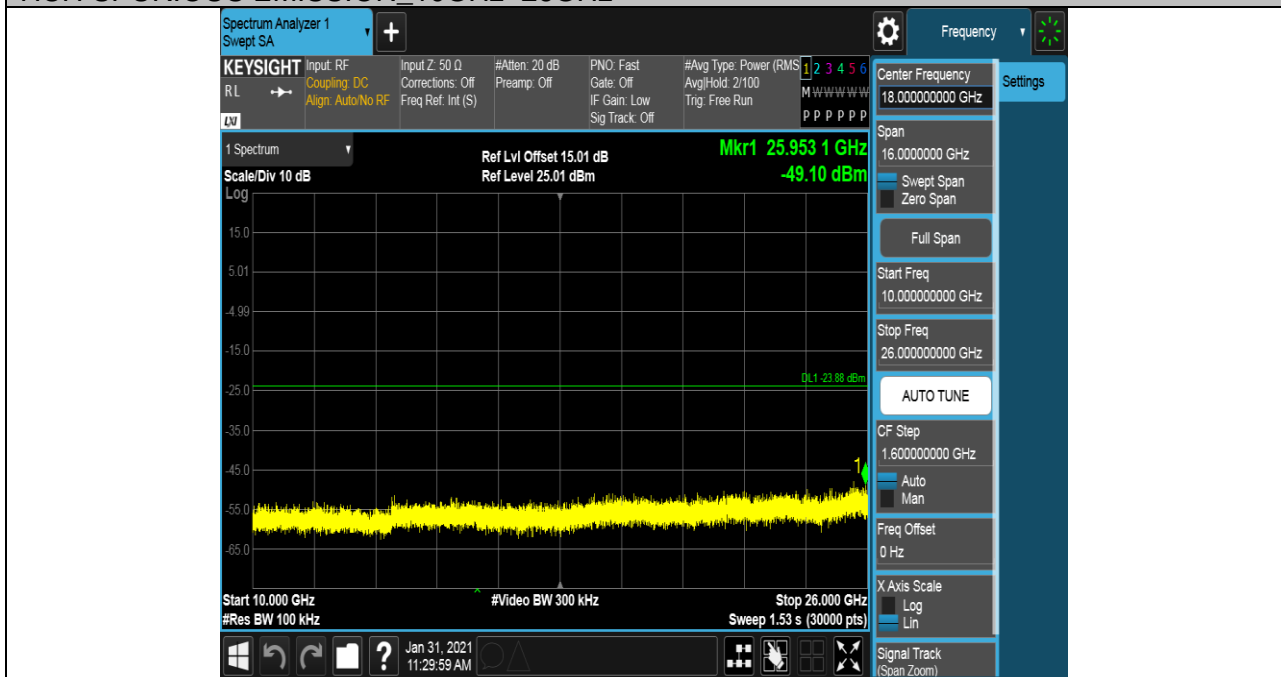 Spectrum Analyzer 1
Swept SA
Frequency
KEYSIGHT
RL
LXI
Input: RF
Coupling: DC
Align: Auto/No RF
Input Z: 50 Ω
Corrections: Off
Freq Ref: Int (S)
#Atten: 20 dB
Preamp: Off
PNO: Fast
Gate: Off
IF Gain: Low
Sig Track: Off
#Avg Type: Power (RMS
Avg|Hold: 2/100
Trig: Free Run
1 2 3 4 5 6
M W W W W W
P P P P P P
1 Spectrum
Scale/Div 10 dB
Log
Ref Lvl Offset 15.01 dB
Ref Level 25.01 dBm
Mkr1 25.953 1 GHz
-49.10 dBm
15.0
5.01
-4.99
-15.0
DL1 -23.88 dBm
-25.0
-35.0
-45.0
1
-55.0
-65.0
Start 10.000 GHz
#Video BW 300 kHz
Stop 26.000 GHz
#Res BW 100 kHz
Sweep 1.53 s (30000 pts)
?
Jan 31, 2021
11:29:59 AM
Center Frequency
18.000000000 GHz
Settings
Span
16.0000000 GHz
Swept Span
Zero Span
Full Span
Start Freq
10.000000000 GHz
Stop Freq
26.000000000 GHz
AUTO TUNE
CF Step
1.600000000 GHz
Auto
Man
Freq Offset
0 Hz
X Axis Scale
Log
Lin
Signal Track
(Span Zoom)